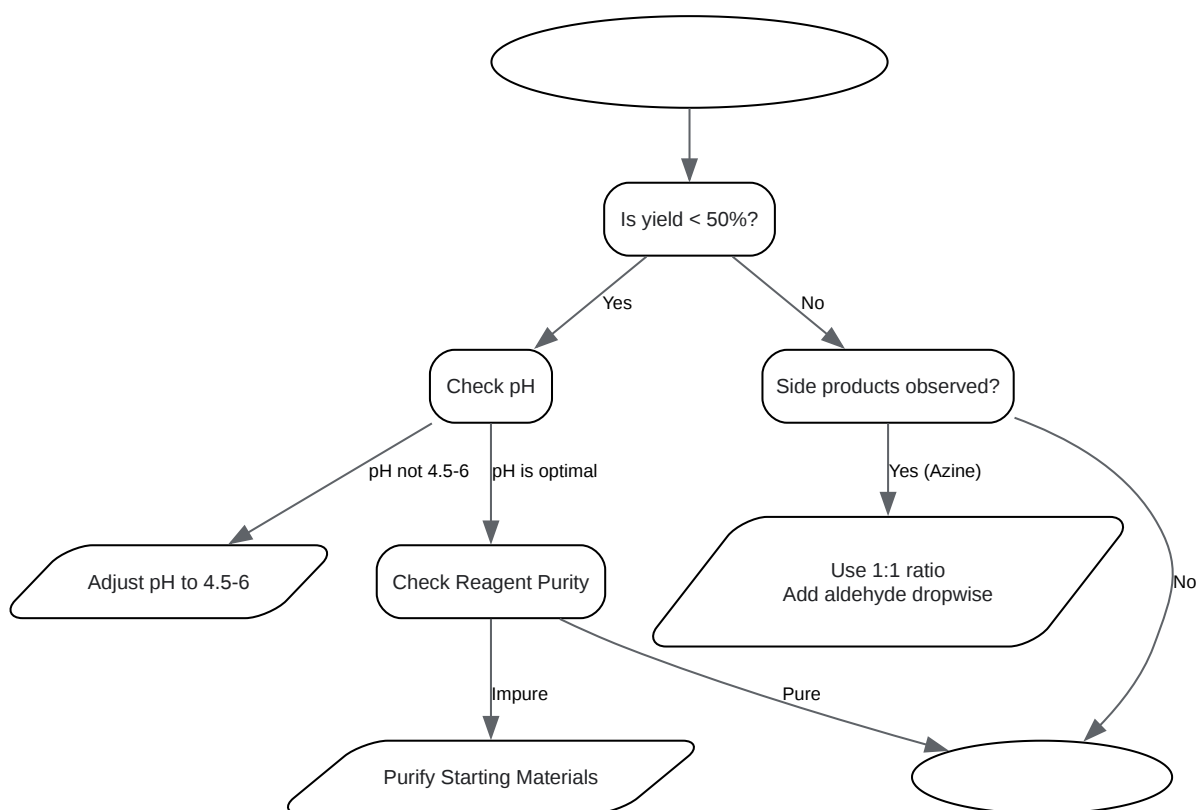 Is yield < 50%?
Yes
No
Check pH
Side products observed?
pH not 4.5-6
pH is optimal
Yes (Azine)
Adjust pH to 4.5-6
Check Reagent Purity
Use 1:1 ratio
Add aldehyde dropwise
No
Impure
Pure
Purify Starting Materials